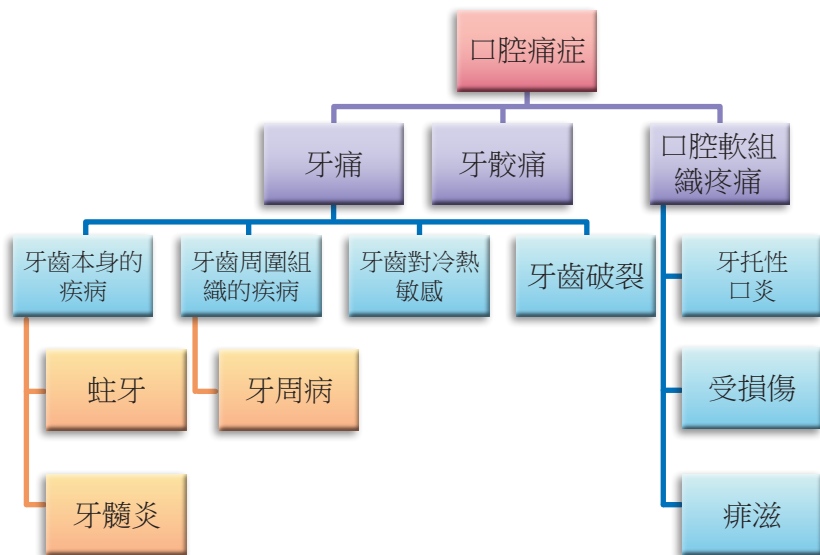 口腔痛症
牙痛
牙骹痛
口腔軟組
織疼痛
牙齒本身的
疾病
牙齒周圍組
織的疾病
牙齒對冷熱
敏感
牙齒破裂
牙托性
口炎
蛀牙
牙周病
受損傷
牙髓炎
痱滋